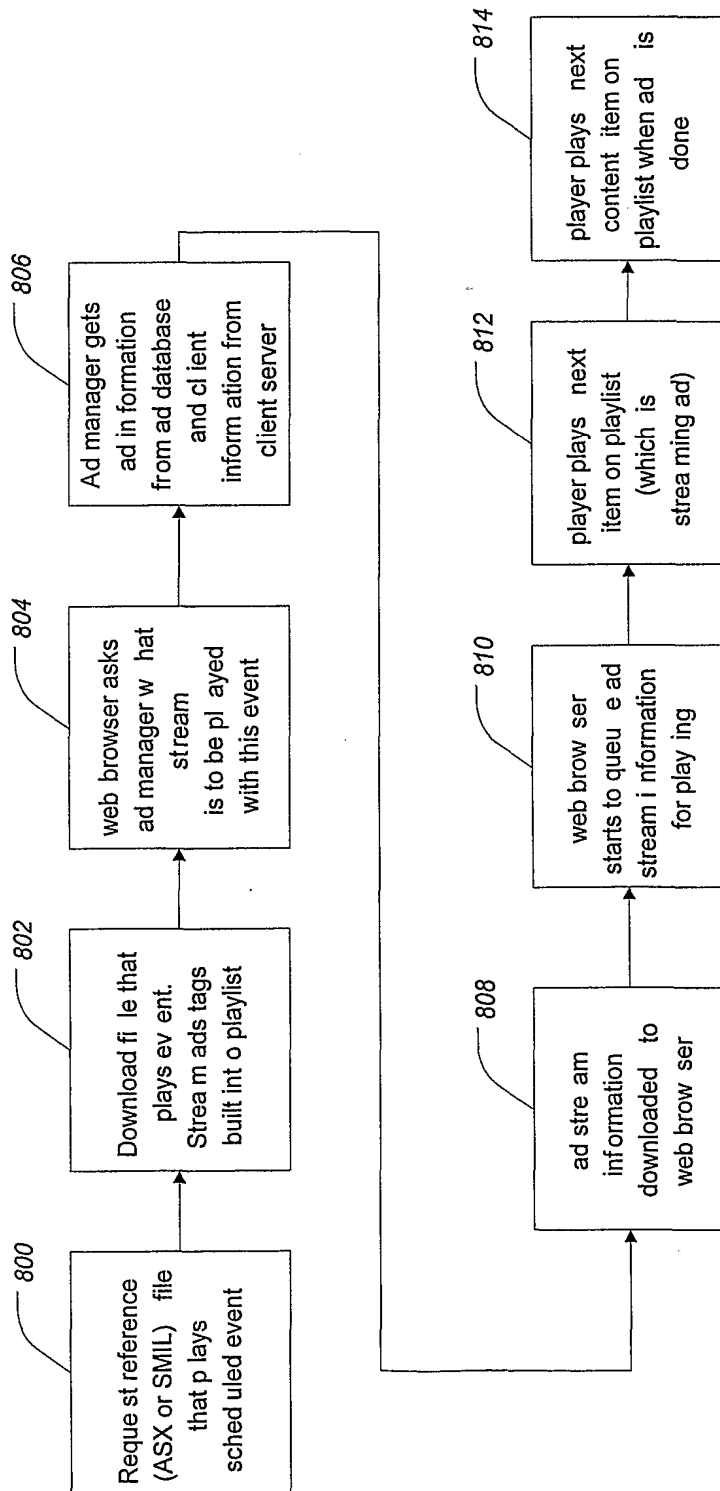 800
Reque st reference
(ASX or SMIL) file
that p lays
sched uled event
802
Download fi le that
plays ev ent.
Strea m ads tags
built int o playlist
804
web browser asks
ad manager w hat
stream
is to be pl ayed
with this event
806
Ad manager gets
ad in formation
from ad database
and cl ient
inform ation from
client server
808
ad stre am
information
downloaded to
web brow ser
810
web brow ser
starts to queu e ad
stream i nformation
for play ing
812
player plays next
item on playlist
(which is
strea ming ad)
814
player plays next
content item on
playlist when ad is
done